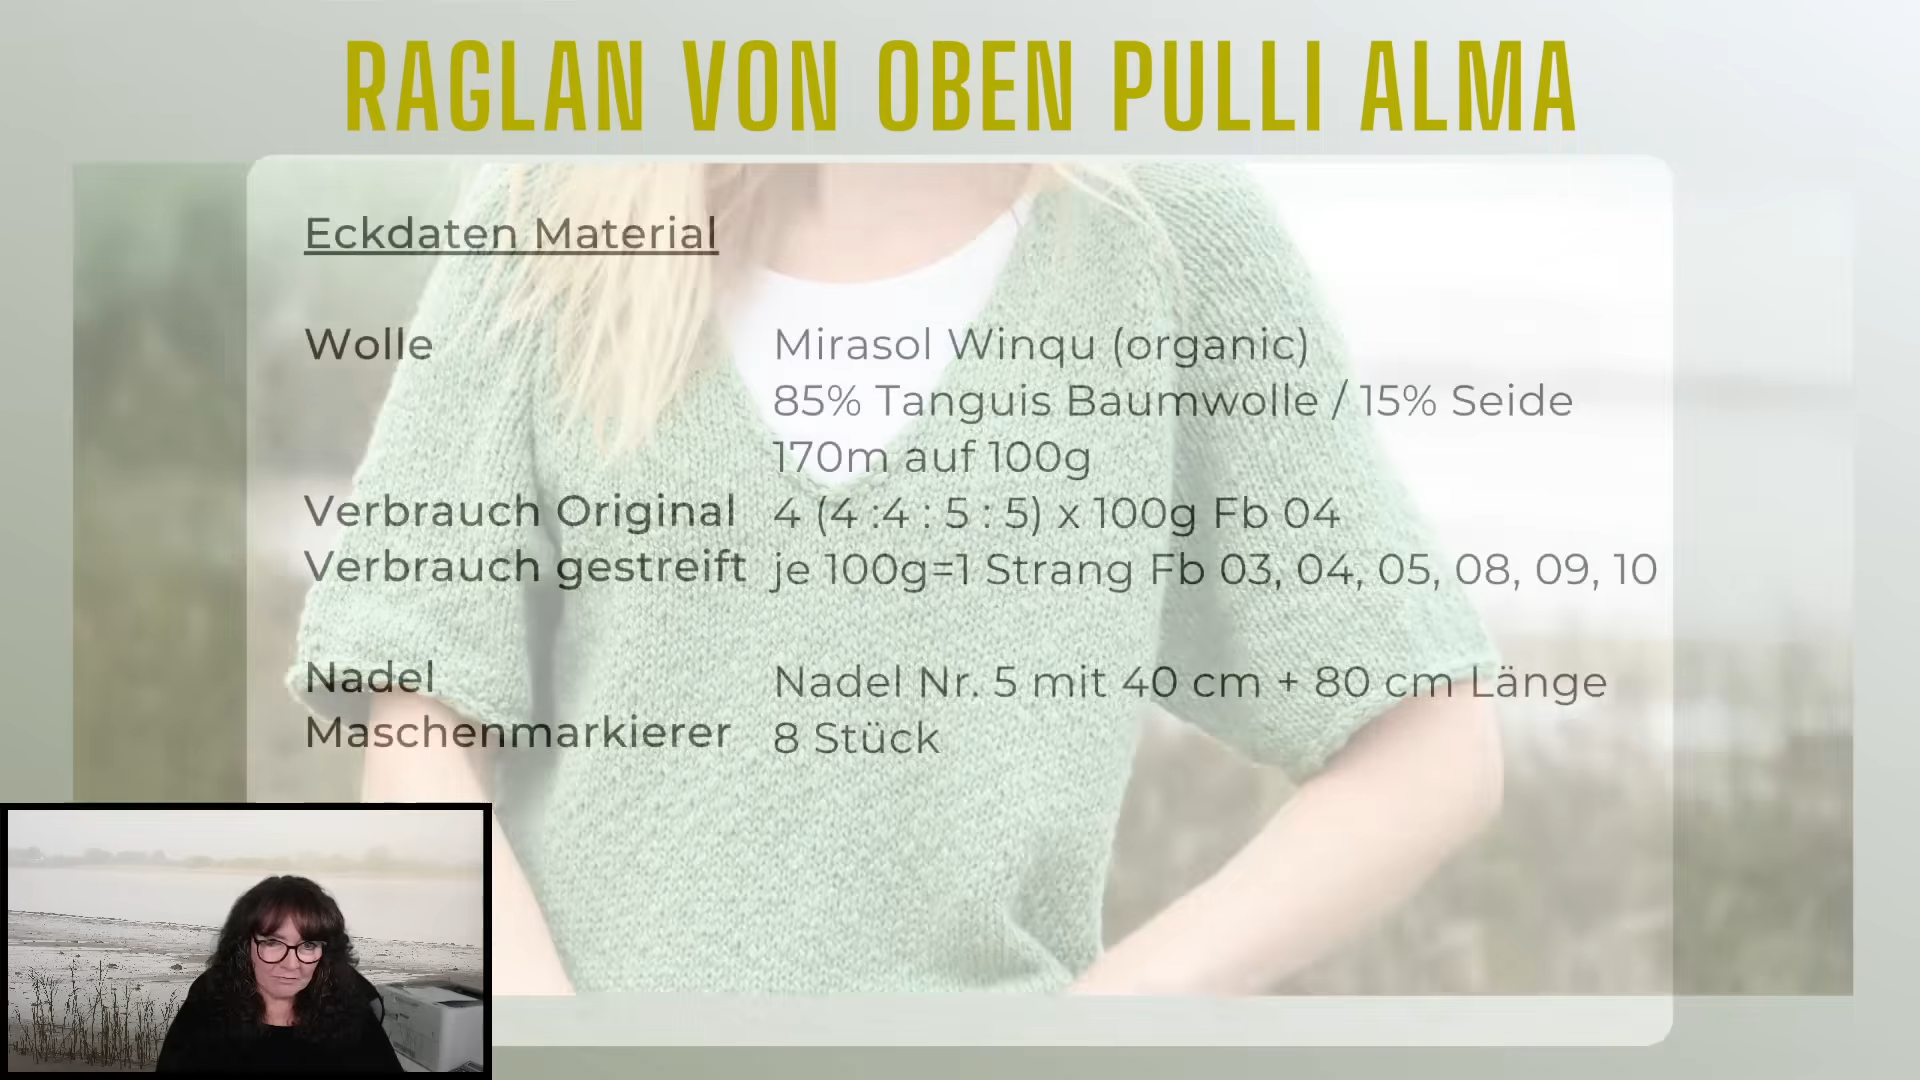 RAGLAN VON OBEN PULLI ALMA
Eckdaten Material
Wolle Mirasol Winqu (organic)
85% Tanguis Baumwolle / 15% Seide
170m auf 100g
Verbrauch Original 4 (4 :4 : 5 : 5) x 100g Fb 04
Verbrauch gestreift je 100g=1 Strang Fb 03, 04, 05, 08, 09, 10
Nadel Nadel Nr. 5 mit 40 cm + 80 cm Länge
Maschenmarkierer 8 Stück